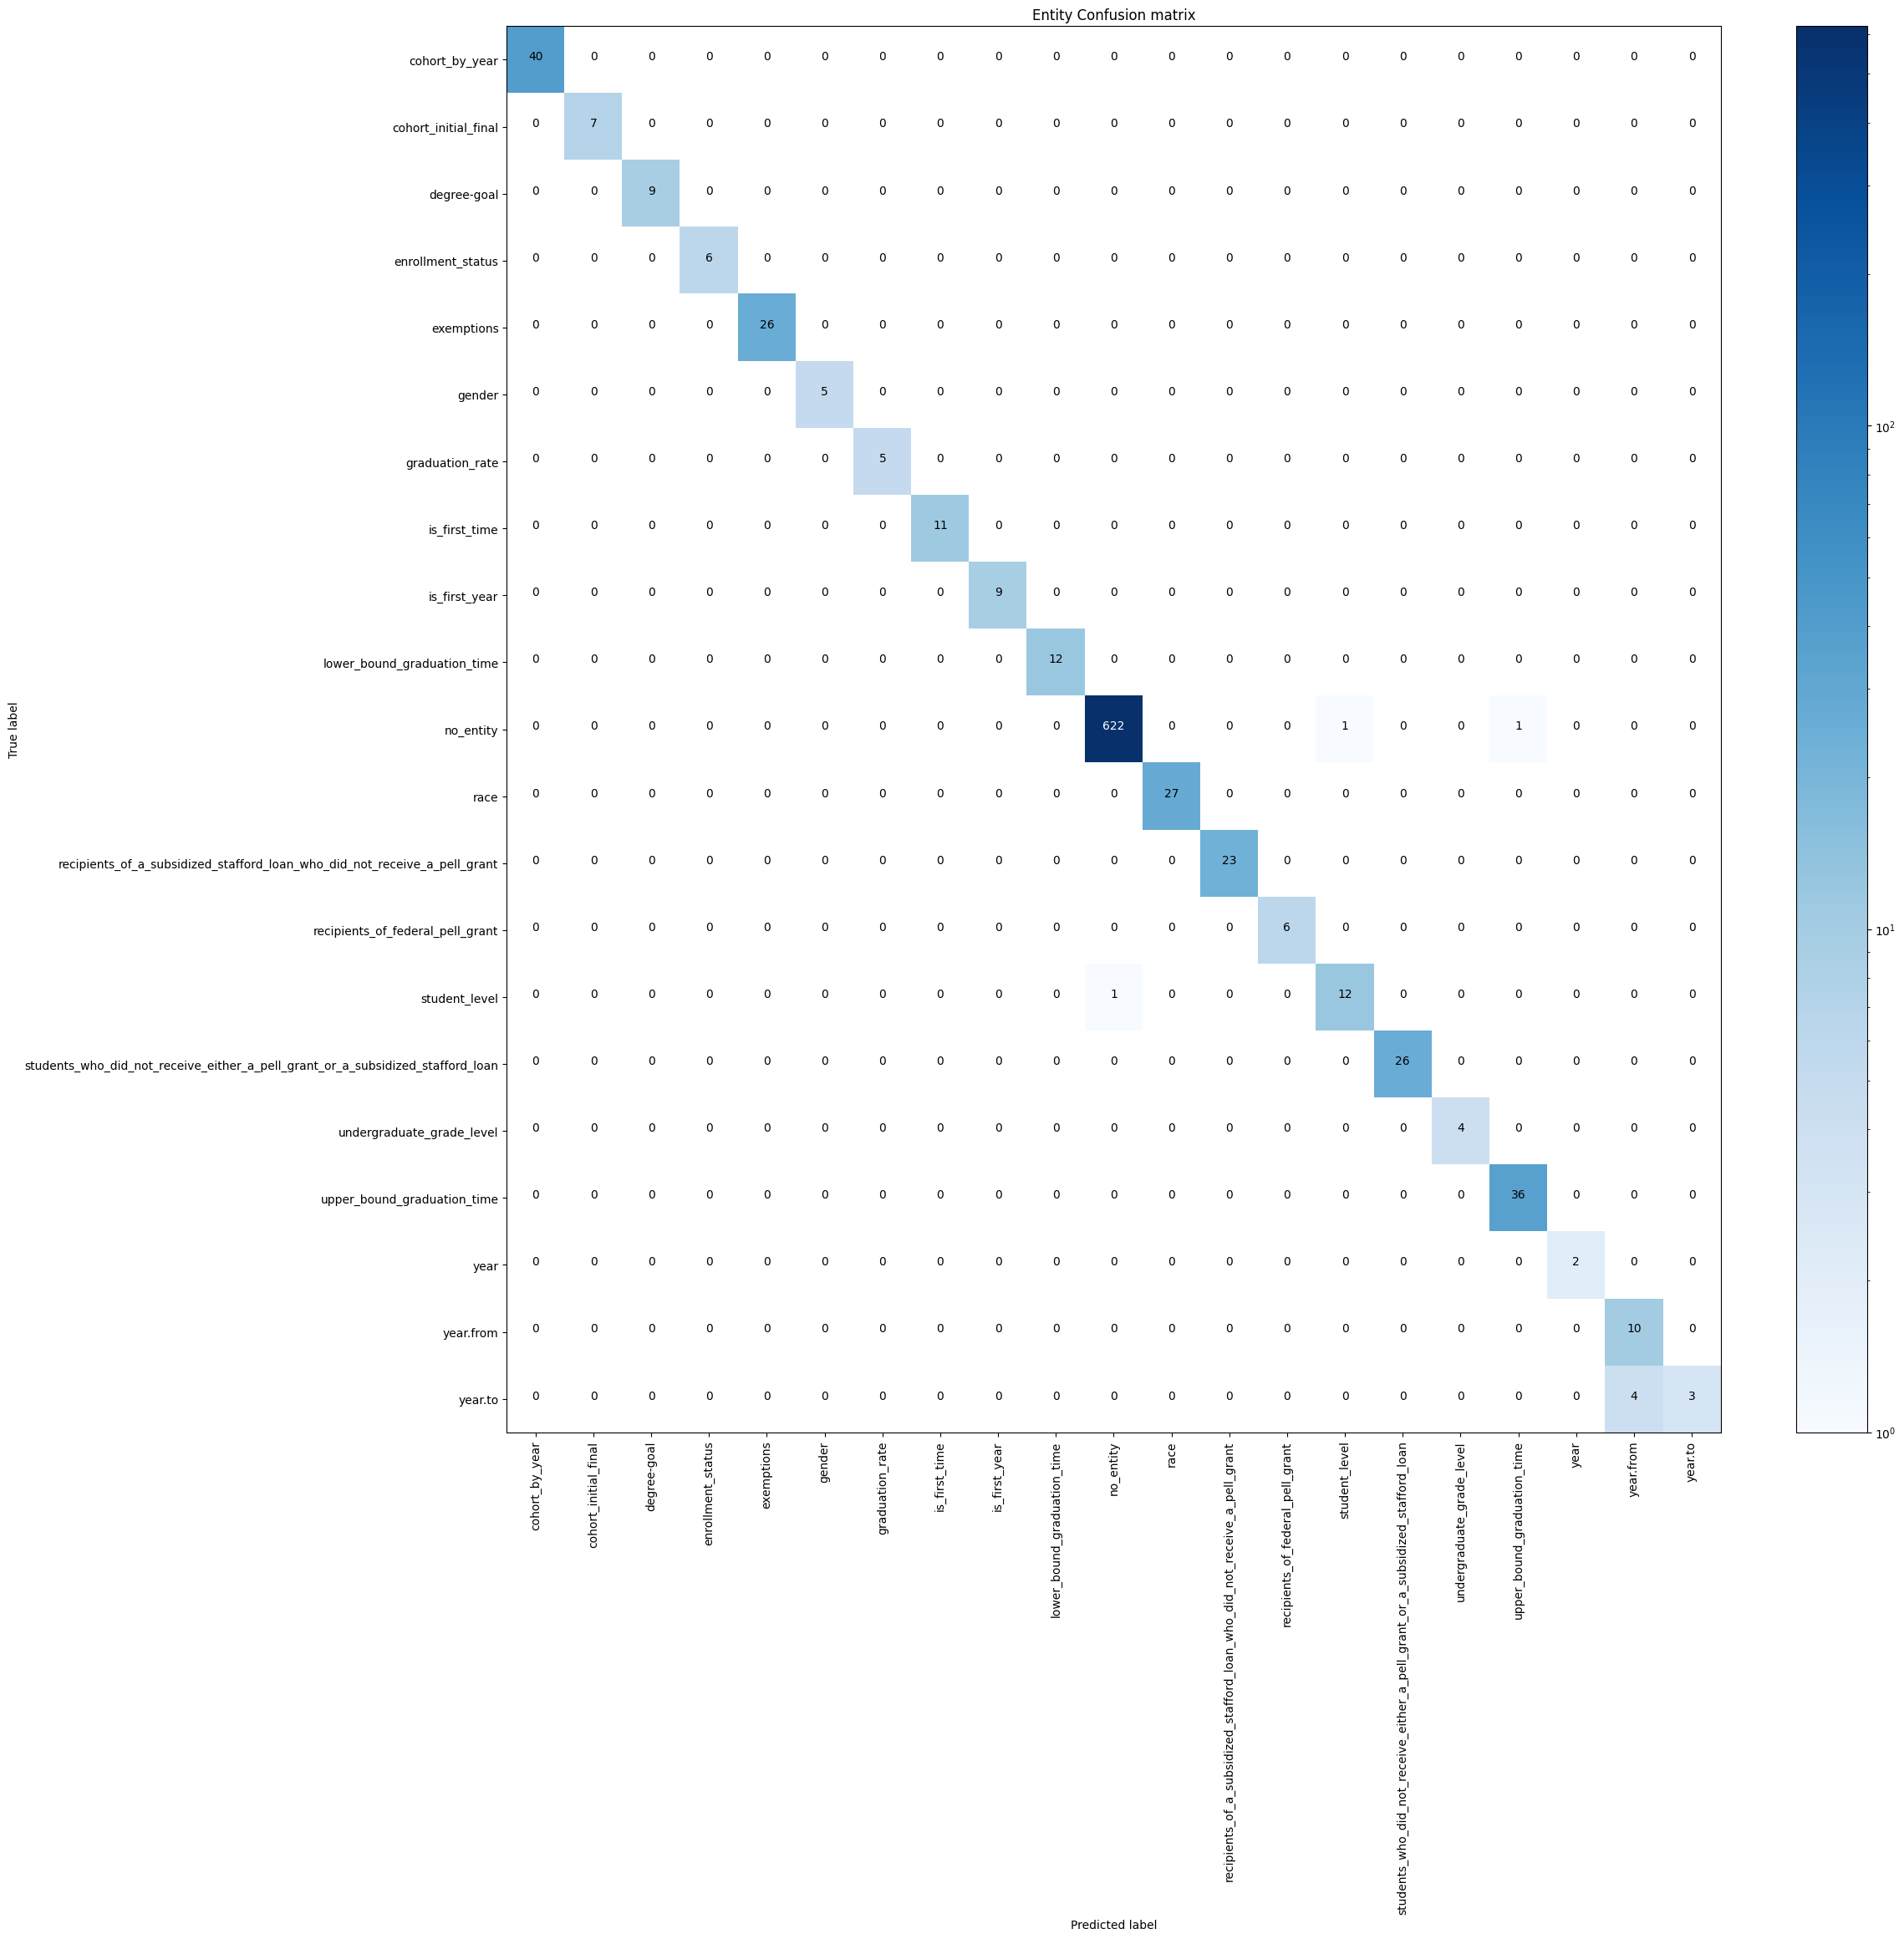 Entity Confusion matrix
True label
cohort_by_year 40 0 0 0 0 0 0 0 0 0 0 0 0 0 0 0 0 0 0 0 0
cohort_initial_final 0 7 0 0 0 0 0 0 0 0 0 0 0 0 0 0 0 0 0 0 0
degree-goal 0 0 9 0 0 0 0 0 0 0 0 0 0 0 0 0 0 0 0 0 0
enrollment_status 0 0 0 6 0 0 0 0 0 0 0 0 0 0 0 0 0 0 0 0 0
exemptions 0 0 0 0 26 0 0 0 0 0 0 0 0 0 0 0 0 0 0 0 0
gender 0 0 0 0 0 5 0 0 0 0 0 0 0 0 0 0 0 0 0 0 0
graduation_rate 0 0 0 0 0 0 5 0 0 0 0 0 0 0 0 0 0 0 0 0 0
is_first_time 0 0 0 0 0 0 0 11 0 0 0 0 0 0 0 0 0 0 0 0 0
is_first_year 0 0 0 0 0 0 0 0 9 0 0 0 0 0 0 0 0 0 0 0 0
lower_bound_graduation_time 0 0 0 0 0 0 0 0 0 12 0 0 0 0 0 0 0 0 0 0 0
no_entity 0 0 0 0 0 0 0 0 0 0 622 0 0 0 1 0 0 1 0 0 0
race 0 0 0 0 0 0 0 0 0 0 0 27 0 0 0 0 0 0 0 0 0
recipients_of_a_subsidized_stafford_loan_who_did_not_receive_a_pell_grant 0 0 0 0 0 0 0 0 0 0 0 0 23 0 0 0 0 0 0 0 0
recipients_of_federal_pell_grant 0 0 0 0 0 0 0 0 0 0 0 0 0 6 0 0 0 0 0 0 0
student_level 0 0 0 0 0 0 0 0 0 0 1 0 0 0 12 0 0 0 0 0 0
students_who_did_not_receive_either_a_pell_grant_or_a_subsidized_stafford_loan 0 0 0 0 0 0 0 0 0 0 0 0 0 0 0 26 0 0 0 0 0
undergraduate_grade_level 0 0 0 0 0 0 0 0 0 0 0 0 0 0 0 0 4 0 0 0 0
upper_bound_graduation_time 0 0 0 0 0 0 0 0 0 0 0 0 0 0 0 0 0 36 0 0 0
year 0 0 0 0 0 0 0 0 0 0 0 0 0 0 0 0 0 0 2 0 0
year.from 0 0 0 0 0 0 0 0 0 0 0 0 0 0 0 0 0 0 0 10 0
year.to 0 0 0 0 0 0 0 0 0 0 0 0 0 0 0 0 0 0 0 4 3
cohort_by_year
cohort_initial_final
degree-goal
enrollment_status
exemptions
gender
graduation_rate
is_first_time
is_first_year
lower_bound_graduation_time
no_entity
race
recipients_of_a_subsidized_stafford_loan_who_did_not_receive_a_pell_grant
recipients_of_federal_pell_grant
student_level
students_who_did_not_receive_either_a_pell_grant_or_a_subsidized_stafford_loan
undergraduate_grade_level
upper_bound_graduation_time
year
year.from
year.to
Predicted label
10²
10¹
10⁰